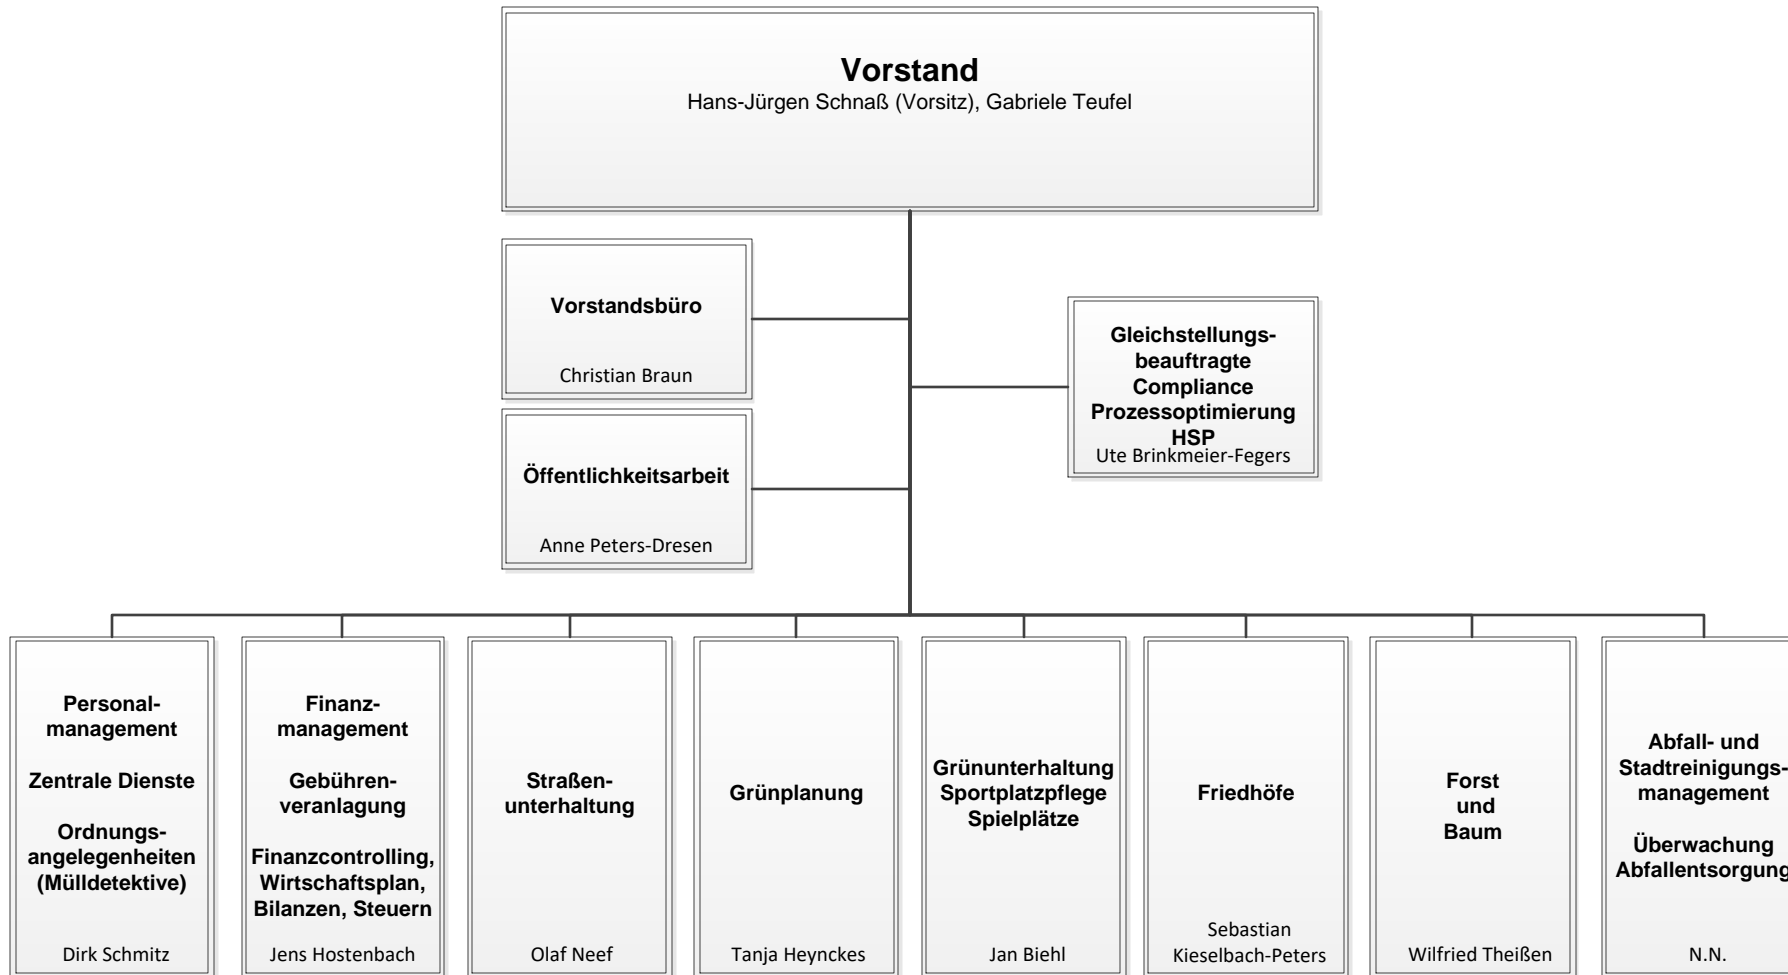 Vorstand
Hans-Jürgen Schnaß (Vorsitz), Gabriele Teufel
Vorstandsbüro
Christian Braun
Gleichstellungs-
beauftragte
Compliance
Prozessoptimierung
HSP
Ute Brinkmeier-Fegers
Öffentlichkeitsarbeit
Anne Peters-Dresen
Personal-
management
Zentrale Dienste
Ordnungs-
angelegenheiten
(Mülldetektive)
Dirk Schmitz
Finanz-
management
Gebühren-
veranlagung
Finanzcontrolling,
Wirtschaftsplan,
Bilanzen, Steuern
Jens Hostenbach
Straßen-
unterhaltung
Olaf Neef
Grünplanung
Tanja Heynckes
Grünunterhaltung
Sportplatzpflege
Spielplätze
Jan Biehl
Friedhöfe
Sebastian
Kieselbach-Peters
Forst
und
Baum
Wilfried Theißen
Abfall- und
Stadtreinigungs-
management
Überwachung
Abfallentsorgung
N.N.